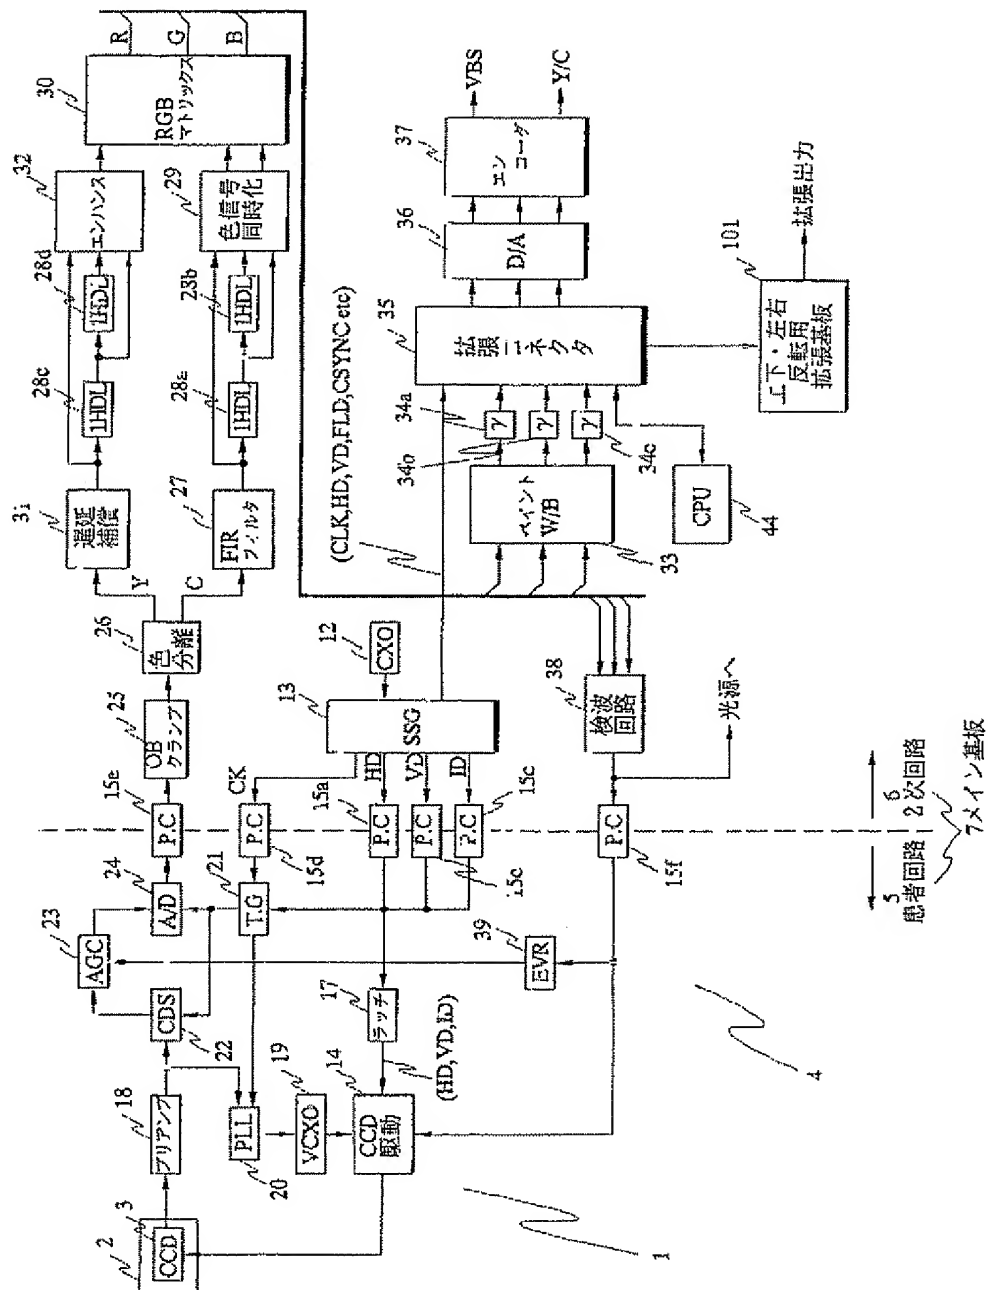 2
3
CCD
プリアンプ
18
PLL
20
VCXO
19
CCD
駆動
14
ラッチ
17
(HD,VD,ID)
CDS
22
AGC
23
A/D
24
T.G
21
EVR
39
P.C
15e
P.C
15d
P.C
15a
P.C
15c
P.C
15c
P.C
15f
CK
HD
VD
ID
OB
クランプ
25
色
分離
26
Y
C
SSG
13
CXO
12
検波
回路
38
光源へ
遅延
補償
31
FIR
フィルタ
27
1HDL
28c
1HDL
28d
1HDL
28a
1HDL
28b
エンハンス
32
色信号
同時化
29
RGB
マトリックス
30
R
G
B
(CLK,HD,VD,FLD,CSYNC etc)
ペイント
W/B
33
γ
34a
γ
34b
γ
34c
CPU
44
拡張コネクタ
35
D/A
36
エンコーダ
37
VBS
Y/C
上下・左右
反転用
拡張基板
101
拡張出力
5
患者回路
6
2次回路
7メイン基板
1
4